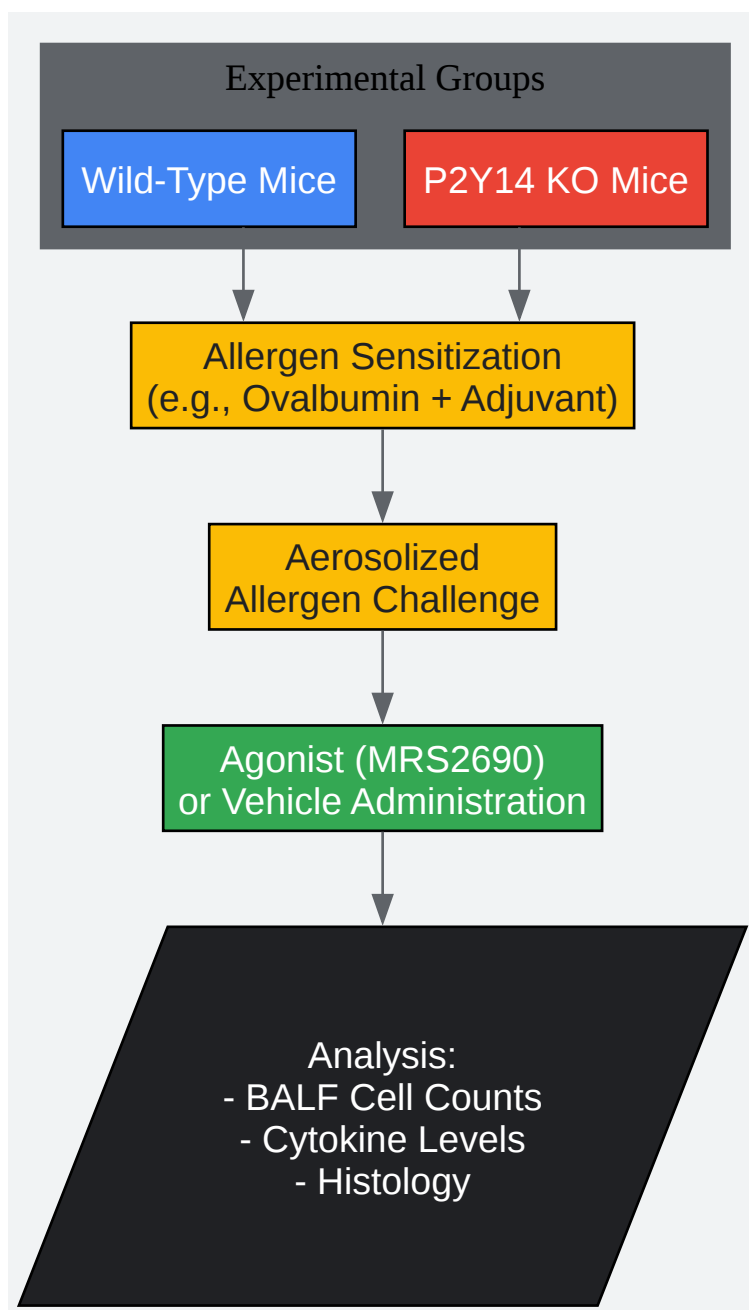 Experimental Groups
Wild-Type Mice
P2Y14 KO Mice
Allergen Sensitization
(e.g., Ovalbumin + Adjuvant)
Aerosolized
Allergen Challenge
Agonist (MRS2690)
or Vehicle Administration
Analysis:
- BALF Cell Counts
- Cytokine Levels
- Histology